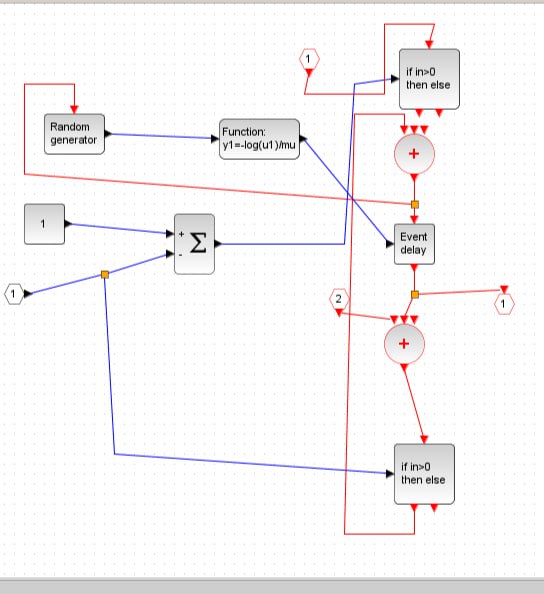 1
if in>0
then else
Random
generator
Function:
y1=-log(u1)/mu
+
1
+
-
Σ
Event
delay
1
2
1
+
if in>0
then else